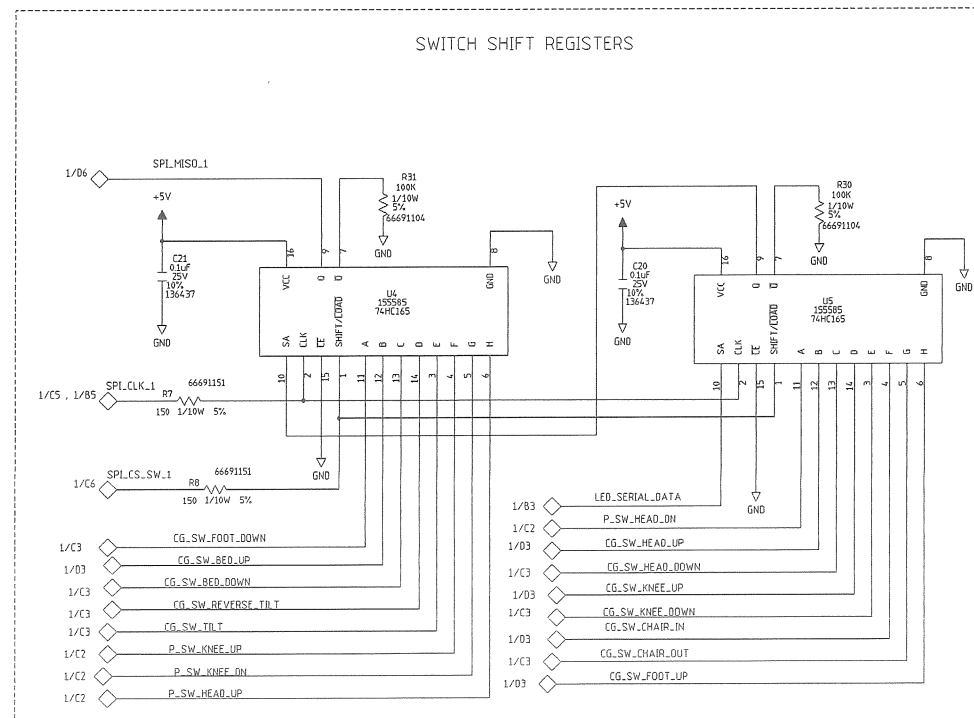 SWITCH SHIFT REGISTERS
1/D6
SPI_MISO_1
+5V
C21
0.1uF
25V
10%
136437
GND
R31
100K
1/10W
5%
66691104
GND
GND
16
9
7
8
VCC
Q
Q
GND
U4
155585
74HC165
SA
CLK
CE
SHIFT/LOAD
A
B
C
D
E
F
G
H
10
2
15
1
11
12
13
14
3
4
5
6
GND
+5V
C20
0.1uF
25V
10%
136437
GND
R30
100K
1/10W
5%
66691104
GND
GND
16
9
7
8
VCC
Q
Q
GND
U5
155585
74HC165
SA
CLK
CE
SHIFT/LOAD
A
B
C
D
E
F
G
H
10
2
15
1
11
12
13
14
3
4
5
6
GND
1/C5 , 1/B5
SPI_CLK_1
R7
66691151
150 1/10W 5%
1/C6
SPI_CS_SW_1
R8
66691151
150 1/10W 5%
1/C3 CG_SW_FOOT_DOWN
1/D3 CG_SW_BED_UP
1/C3 CG_SW_BED_DOWN
1/C3 CG_SW_REVERSE_TILT
1/C3 CG_SW_TILT
1/C2 P_SW_KNEE_UP
1/C2 P_SW_KNEE_DN
1/C2 P_SW_HEAD_UP
1/B3 LED_SERIAL_DATA
1/C2 P_SW_HEAD_DN
1/D3 CG_SW_HEAD_UP
1/C3 CG_SW_HEAD_DOWN
1/D3 CG_SW_KNEE_UP
1/C3 CG_SW_KNEE_DOWN
1/D3 CG_SW_CHAIR_IN
1/C3 CG_SW_CHAIR_OUT
1/D3 CG_SW_FOOT_UP